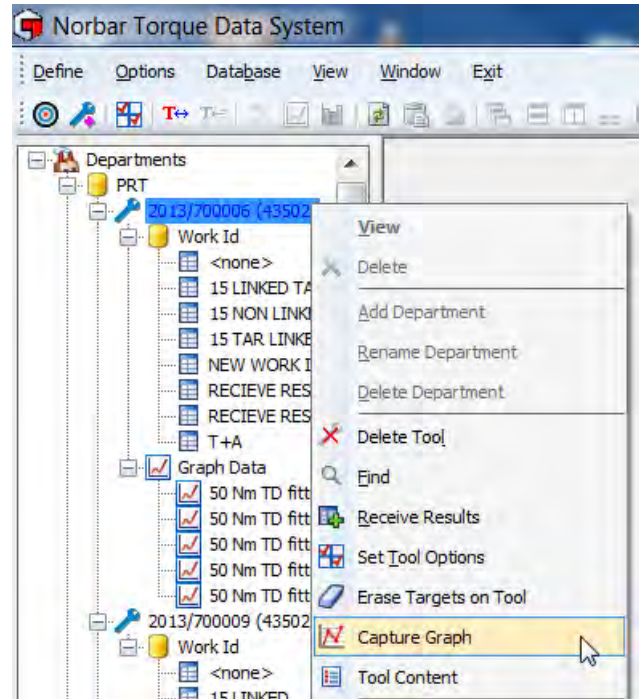 Norbar Torque Data System
Define Options Database View Window Exit
T↔
Departments
PRT
2013/700006 (43502
Work Id
<none>
15 LINKED TA
15 NON LINK
15 TAR LINKE
NEW WORK I
RECIEVE RES
RECIEVE RES
T+A
Graph Data
50 Nm TD fitt
50 Nm TD fitt
50 Nm TD fitt
50 Nm TD fitt
50 Nm TD fitt
2013/700009 (43502
Work Id
<none>
15 LINKED
View
Delete
Add Department
Rename Department
Delete Department
Delete Tool
Find
Receive Results
Set Tool Options
Erase Targets on Tool
Capture Graph
Tool Content